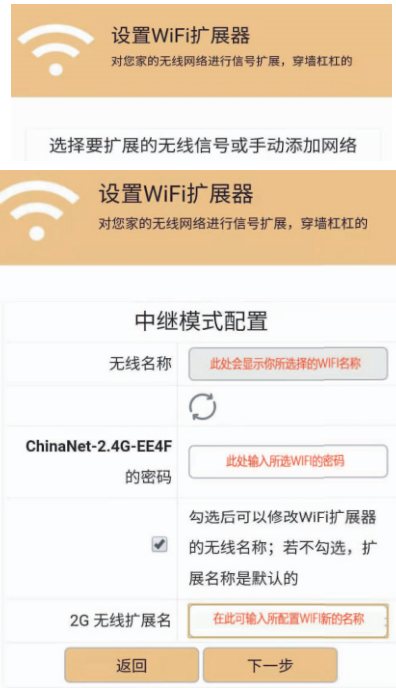 设置WiFi扩展器
对您家的无线网络进行信号扩展，穿墙杠杠的
选择要扩展的无线信号或手动添加网络
设置WiFi扩展器
对您家的无线网络进行信号扩展，穿墙杠杠的
中继模式配置
无线名称
此处会显示你所选择的WIFI名称
ChinaNet-2.4G-EE4F
的密码
此处输入所选WIFI的密码
勾选后可以修改WiFi扩展器
的无线名称；若不勾选，扩
展名称是默认的
2G 无线扩展名
在此可输入所配置WIFI新的名称
返回
下一步